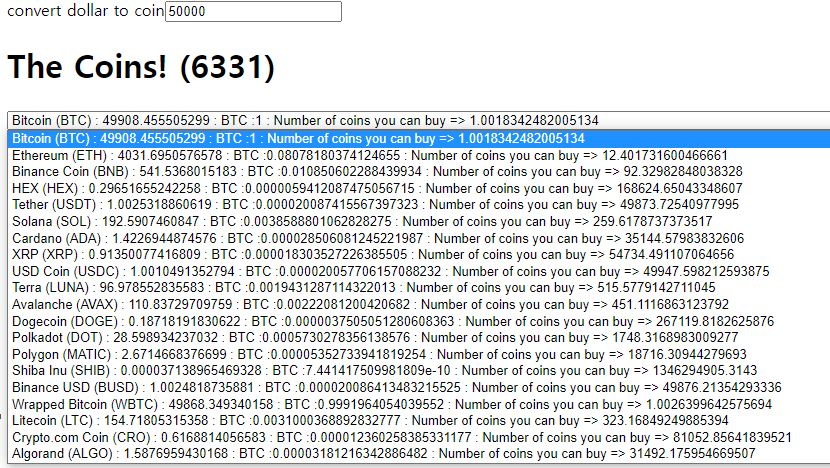 convert dollar to coin 50000
The Coins! (6331)
Bitcoin (BTC) : 49908.455505299 : BTC :1 : Number of coins you can buy => 1.0018342482005134
Bitcoin (BTC) : 49908.455505299 : BTC :1 : Number of coins you can buy => 1.0018342482005134
Ethereum (ETH) : 4031.6950576578 : BTC :0.08078180374124655 : Number of coins you can buy => 12.401731600466661
Binance Coin (BNB) : 541.5368015183 : BTC :0.010850602288439934 : Number of coins you can buy => 92.32982848038328
HEX (HEX) : 0.29651655242258 : BTC :0.000005941208747505671​5 : Number of coins you can buy => 168624.65043348607
Tether (USDT) : 1.0025318860619 : BTC :0.000020087415567397323 : Number of coins you can buy => 49873.72540977995
Solana (SOL) : 192.5907460847 : BTC :0.0038588801062828275 : Number of coins you can buy => 259.6178737373517
Cardano (ADA) : 1.4226944874576 : BTC :0.000028506081245221987 : Number of coins you can buy => 35144.57983832606
XRP (XRP) : 0.91350077416809 : BTC :0.000018303527226385505 : Number of coins you can buy => 54734.491107064656
USD Coin (USDC) : 1.0010491352794 : BTC :0.000020057706157088232 : Number of coins you can buy => 49947.598212593875
Terra (LUNA) : 96.978552835583 : BTC :0.0019431287114322013 : Number of coins you can buy => 515.5779142711045
Avalanche (AVAX) : 110.83729709759 : BTC :0.00222081200420682 : Number of coins you can buy => 451.1116863123792
Dogecoin (DOGE) : 0.18718191830622 : BTC :0.0000037505051280608363 : Number of coins you can buy => 267119.8182625876
Polkadot (DOT) : 28.598934237032 : BTC :0.0005730278356138576 : Number of coins you can buy => 1748.3168983009277
Polygon (MATIC) : 2.6714668376699 : BTC :0.00005352733941819254 : Number of coins you can buy => 18716.30944279693
Shiba Inu (SHIB) : 0.000037138965469328 : BTC :7.441417509981809e-10 : Number of coins you can buy => 1346294905.3143
Binance USD (BUSD) : 1.0024818735881 : BTC :0.000020086413483215525 : Number of coins you can buy => 49876.21354293336
Wrapped Bitcoin (WBTC) : 49868.349340158 : BTC :0.9991964054039552 : Number of coins you can buy => 1.0026399642575694
Litecoin (LTC) : 154.71805315358 : BTC :0.0031000368892832777 : Number of coins you can buy => 323.16849249885394
Crypto.com Coin (CRO) : 0.6168814056583 : BTC :0.000012360258385331177 : Number of coins you can buy => 81052.85641839521
Algorand (ALGO) : 1.5876959430168 : BTC :0.00003181216342886482 : Number of coins you can buy => 31492.175954669507